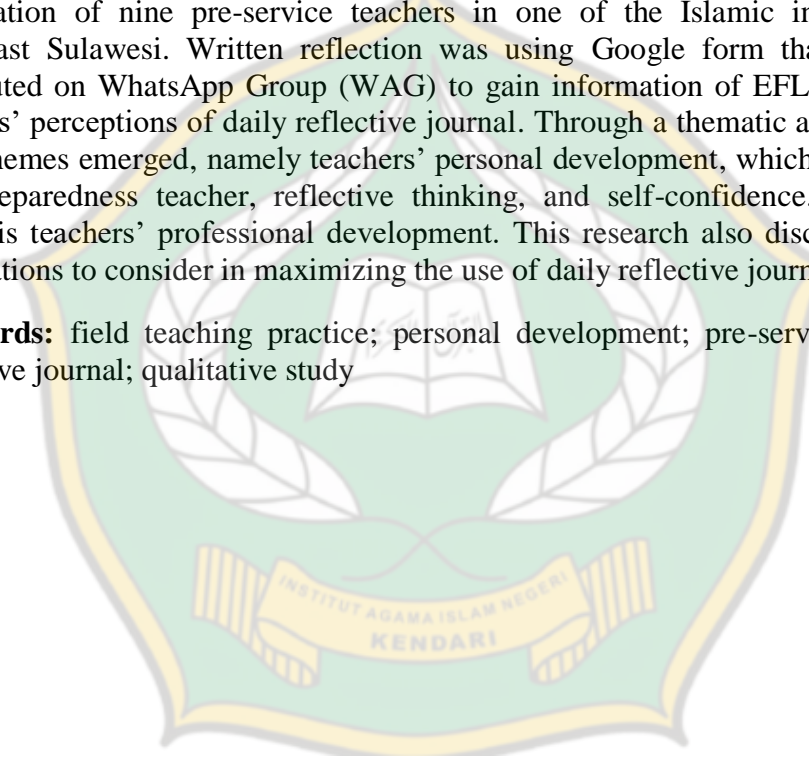 ation of nine pre-service teachers in one of the Islamic in
ast Sulawesi. Written reflection was using Google form tha
uted on WhatsApp Group (WAG) to gain information of EFL
s' perceptions of daily reflective journal. Through a thematic a
hemes emerged, namely teachers' personal development, which
eparedness teacher, reflective thinking, and self-confidence.
is teachers' professional development. This research also disc
ations to consider in maximizing the use of daily reflective journ
rds: field teaching practice; personal development; pre-serv
ve journal; qualitative study
INSTITUT AGAMA ISLAM NEGERI
KENDARI